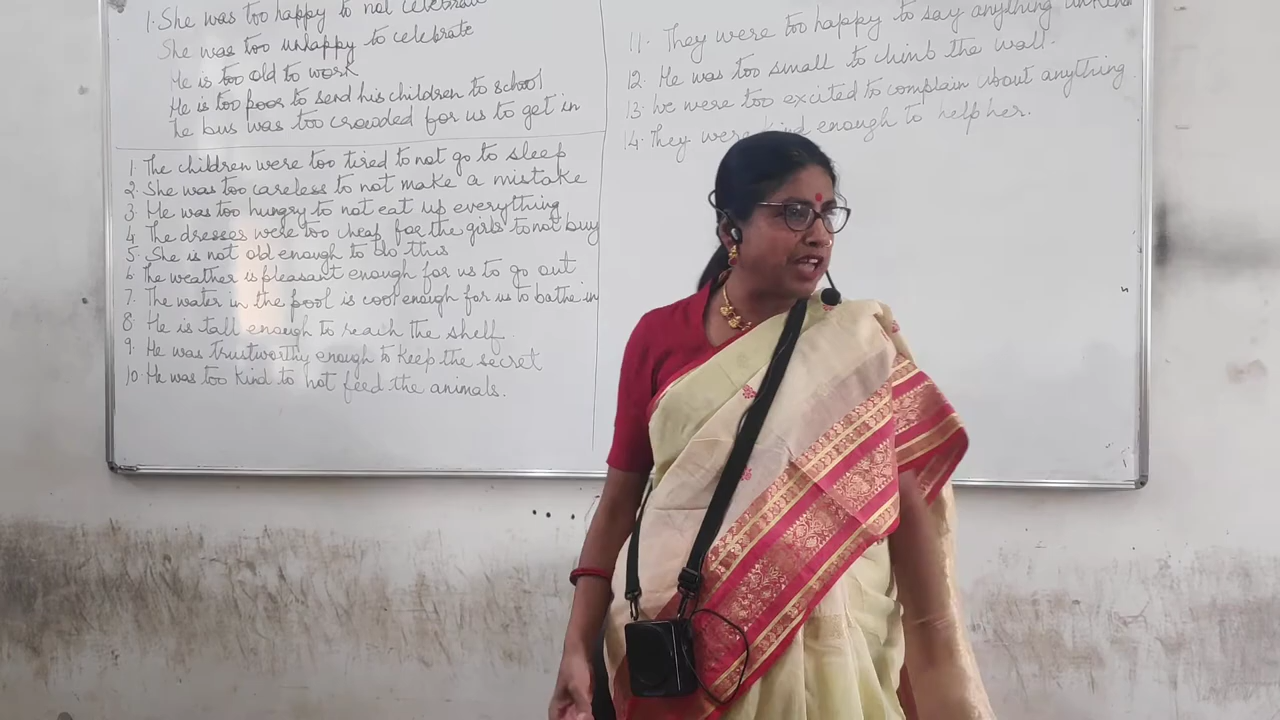 1. She was too happy to not celebrate
She was too unhappy to celebrate
He is too old to work
He is too poor to send his children to school
The bus was too crowded for us to get in
1. The children were too tired to not go to sleep
2. She was too careless to not make a mistake
3. He was too hungry to not eat up everything
4 The dresses were too cheap for the girls to not buy
5. She is not old enough to do this
6 The weather is pleasant enough for us to go out
7. The water in the pool is cool enough for us to bathe in
8. He is tall enough to reach the shelf
9. He was trustworthy enough to keep the secret
10 He was too kind to not feed the animals.
11. They were too happy to say anything unkind
12. He was too small to climb the wall.
13. We were too excited to complain about anything
14. They were kind enough to help her.